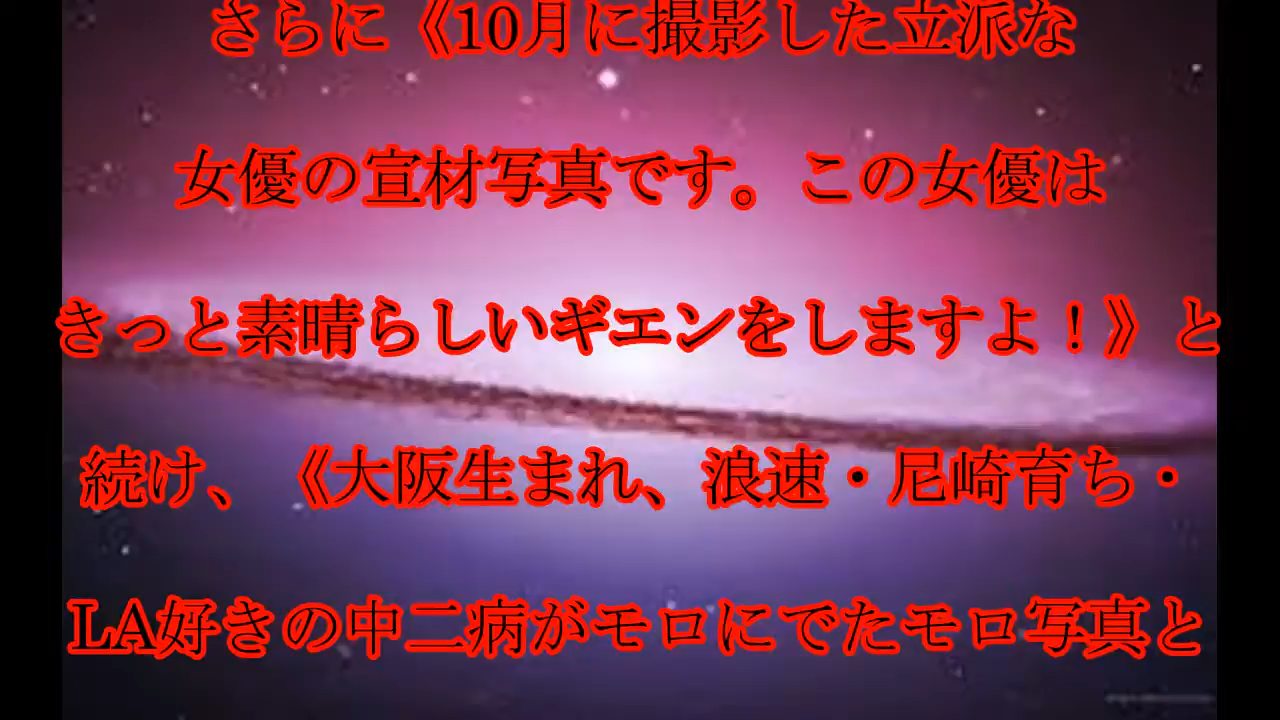 さらに《10月に撮影した立派な
女優の宣材写真です。この女優は
きっと素晴らしいギエンをしますよ！》と
続け、《大阪生まれ、浪速・尼崎育ち・
LA好きの中二病がモロにでたモロ写真と